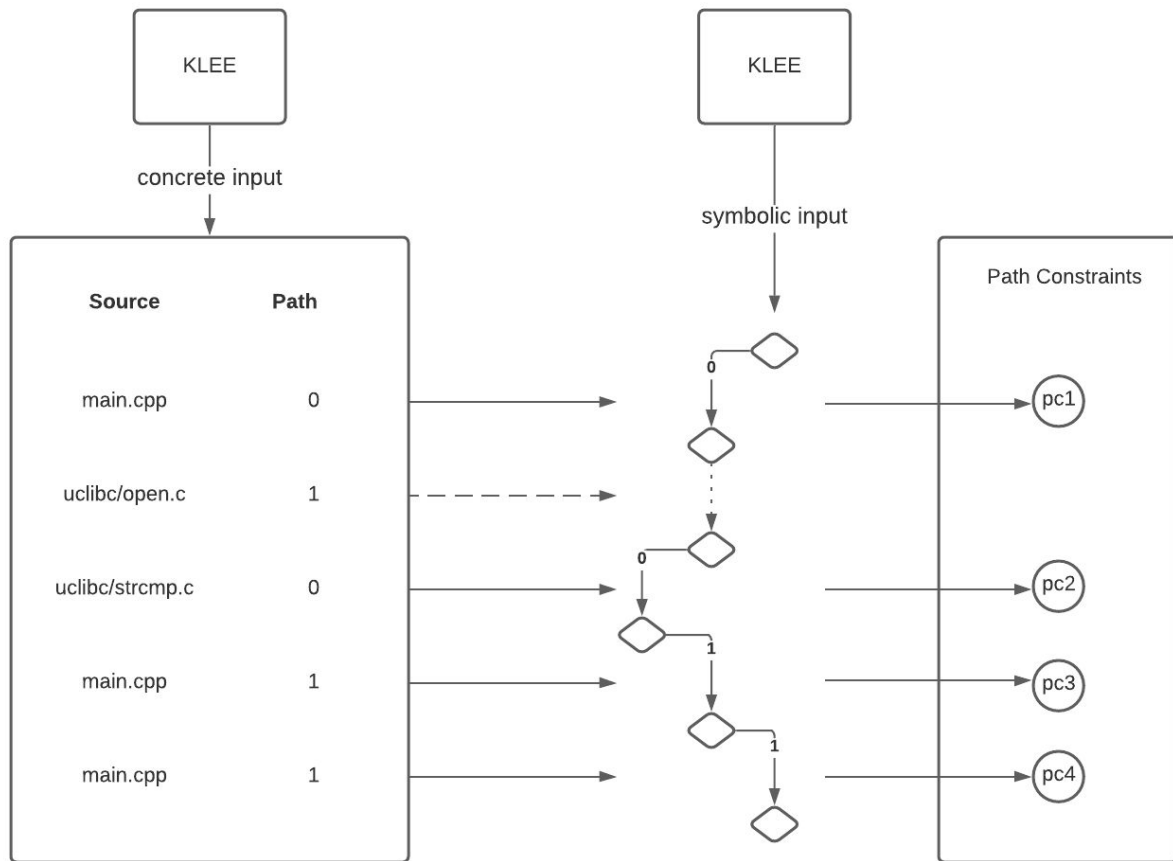 KLEE
KLEE
concrete input
symbolic input
Source Path
Path Constraints
0
main.cpp 0
pc1
uclibc/open.c 1
0
uclibc/strcmp.c 0
pc2
1
main.cpp 1
pc3
1
main.cpp 1
pc4